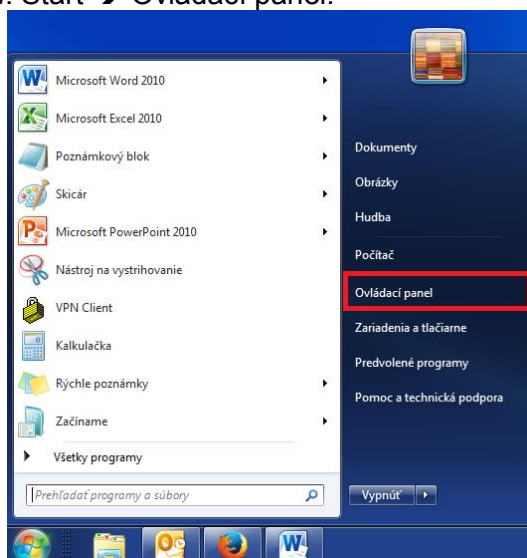 Štart → Ovládací panel.
Microsoft Word 2010
Microsoft Excel 2010
Poznámkový blok
Skicár
Microsoft PowerPoint 2010
Nástroj na vystrihovanie
VPN Client
Kalkulačka
Rýchle poznámky
Začíname
Všetky programy
Prehľadať programy a súbory
Dokumenty
Obrázky
Hudba
Počítač
Ovládací panel
Zariadenia a tlačiarne
Predvolené programy
Pomoc a technická podpora
Vypnúť